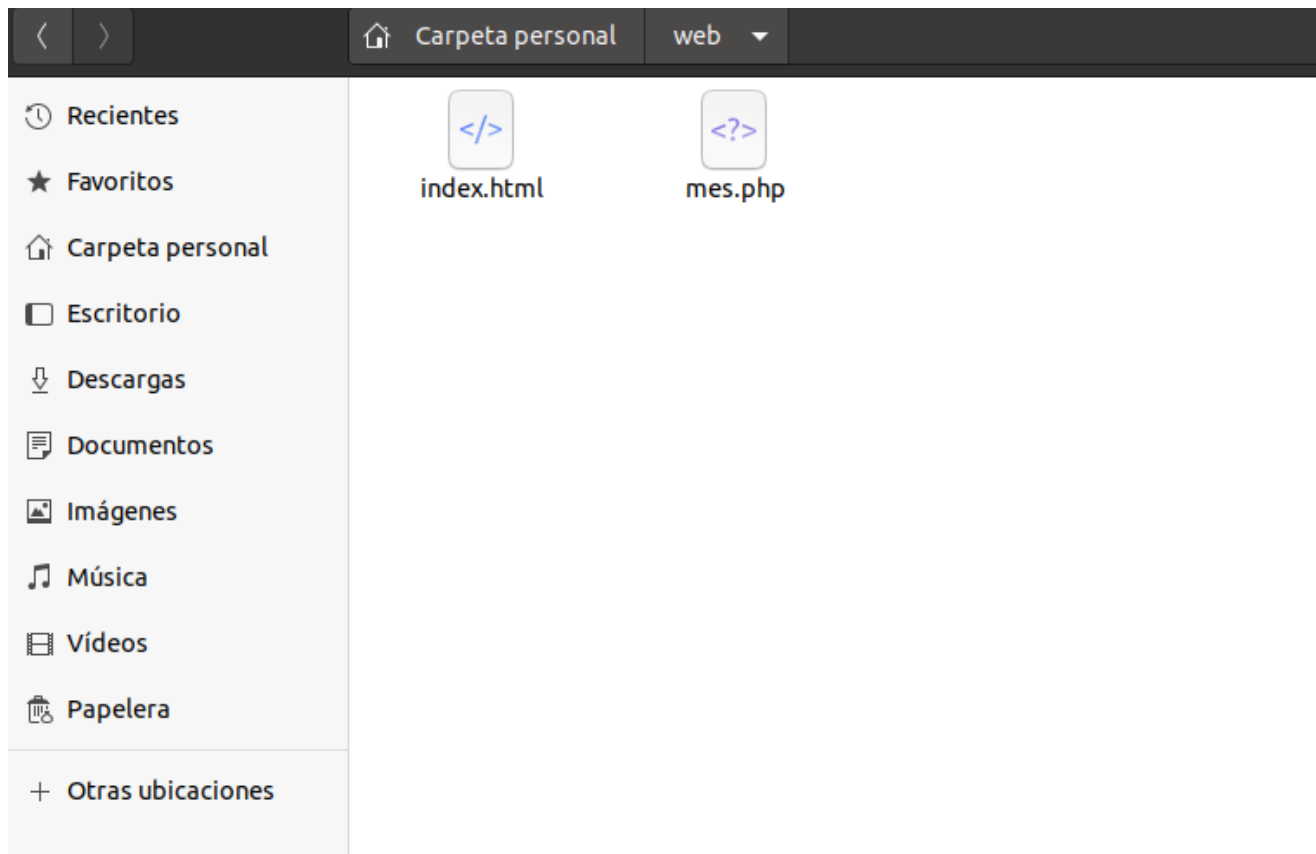 Carpeta personal web
Recientes
Favoritos
Carpeta personal
Escritorio
Descargas
Documentos
Imágenes
Música
Vídeos
Papelera
+ Otras ubicaciones
</> <?>
index.html mes.php